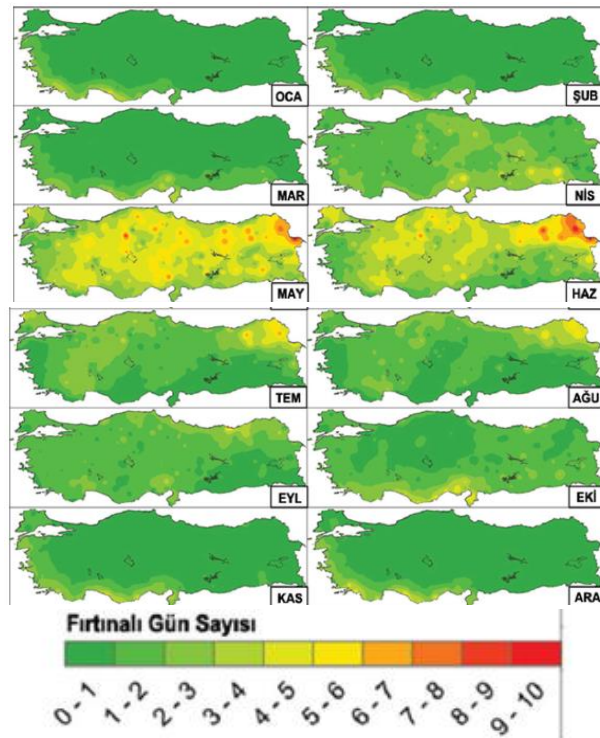 OCA
ŞUB
MAR
NİS
MAY
HAZ
TEM
AĞU
EYL
EKİ
KAS
ARA
Fırtınalı Gün Sayısı
0 - 1
1 - 2
2 - 3
3 - 4
4 - 5
5 - 6
6 - 7
7 - 8
8 - 9
9 - 10